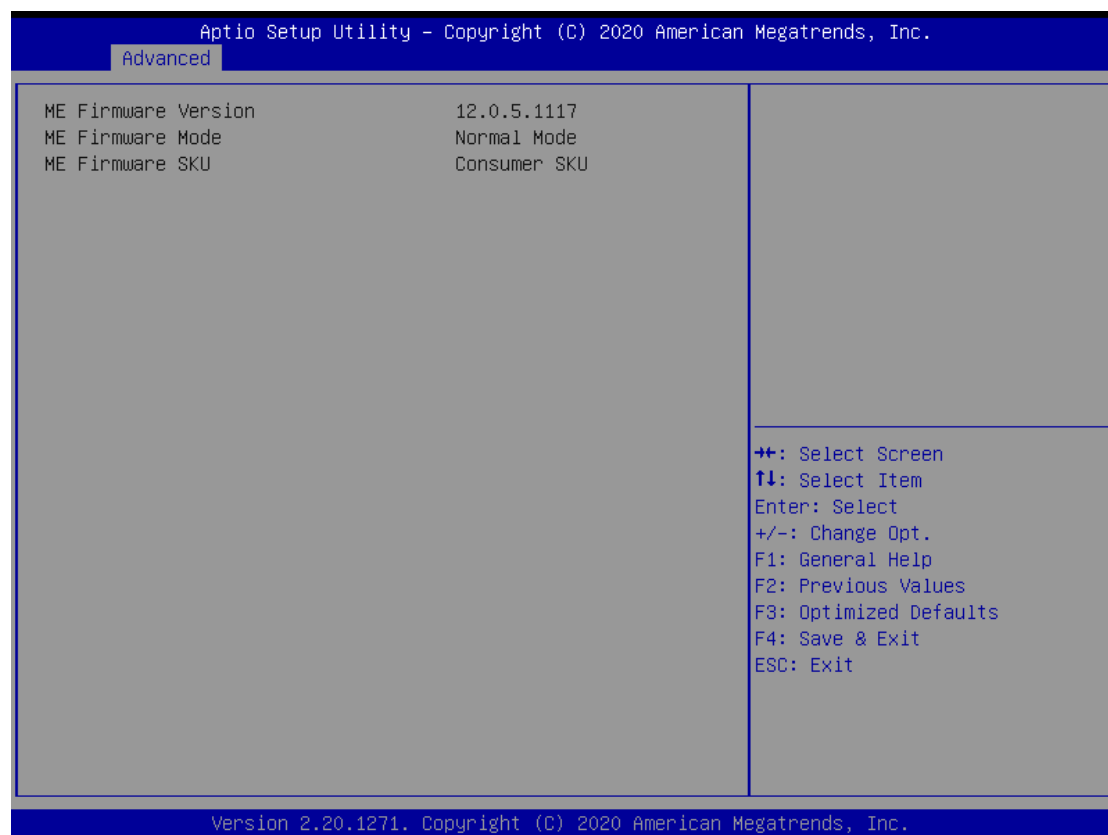 Aptio Setup Utility – Copyright (C) 2020 American Megatrends, Inc.
Advanced
ME Firmware Version 12.0.5.1117
ME Firmware Mode Normal Mode
ME Firmware SKU Consumer SKU
→←: Select Screen
↑↓: Select Item
Enter: Select
+/-: Change Opt.
F1: General Help
F2: Previous Values
F3: Optimized Defaults
F4: Save & Exit
ESC: Exit
Version 2.20.1271. Copyright (C) 2020 American Megatrends, Inc.